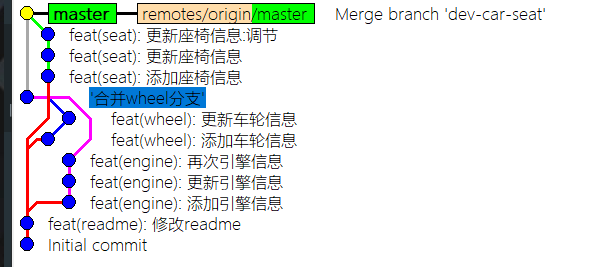 master remotes/origin/master Merge branch 'dev-car-seat'
feat(seat): 更新座椅信息:调节
feat(seat): 更新座椅信息
feat(seat): 添加座椅信息
'合并wheel分支'
feat(wheel): 更新车轮信息
feat(wheel): 添加车轮信息
feat(engine): 再次引擎信息
feat(engine): 更新引擎信息
feat(engine): 添加引擎信息
feat(readme): 修改readme
Initial commit